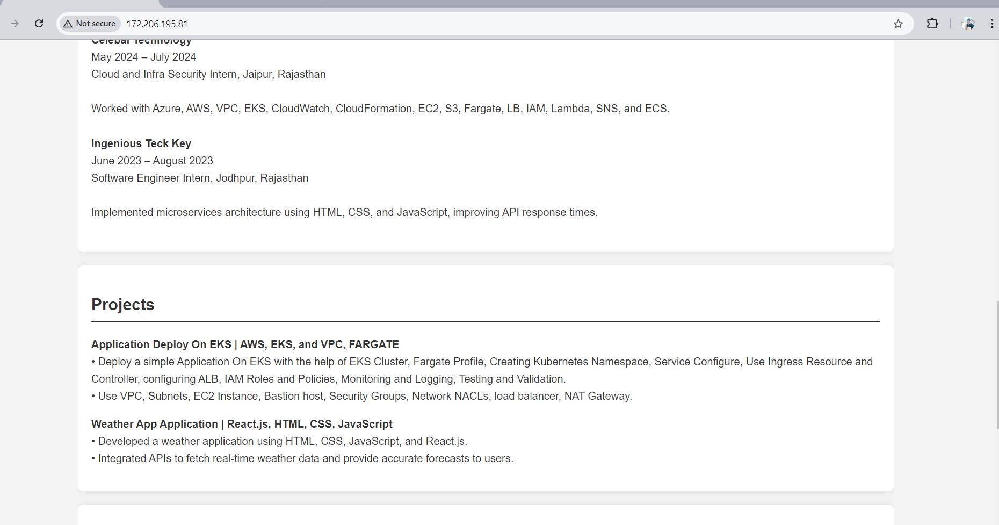 Not secure 172.206.195.81
Celebal Technology
May 2024 – July 2024
Cloud and Infra Security Intern, Jaipur, Rajasthan
Worked with Azure, AWS, VPC, EKS, CloudWatch, CloudFormation, EC2, S3, Fargate, LB, IAM, Lambda, SNS, and ECS.
Ingenious Teck Key
June 2023 – August 2023
Software Engineer Intern, Jodhpur, Rajasthan
Implemented microservices architecture using HTML, CSS, and JavaScript, improving API response times.
Projects
Application Deploy On EKS | AWS, EKS, and VPC, FARGATE
• Deploy a simple Application On EKS with the help of EKS Cluster, Fargate Profile, Creating Kubernetes Namespace, Service Configure, Use Ingress Resource and
Controller, configuring ALB, IAM Roles and Policies, Monitoring and Logging, Testing and Validation.
• Use VPC, Subnets, EC2 Instance, Bastion host, Security Groups, Network NACLs, load balancer, NAT Gateway.
Weather App Application | React.js, HTML, CSS, JavaScript
• Developed a weather application using HTML, CSS, JavaScript, and React.js.
• Integrated APIs to fetch real-time weather data and provide accurate forecasts to users.